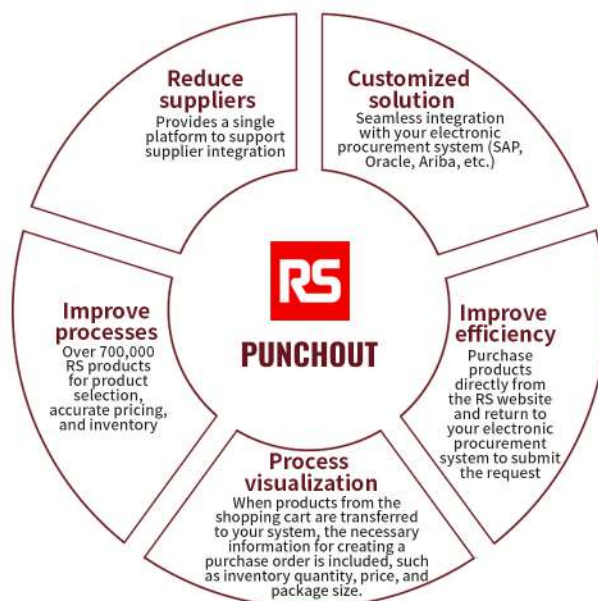 Reduce
suppliers
Provides a single
platform to support
supplier integration
Customized
solution
Seamless integration
with your electronic
procurement system (SAP,
Oracle, Ariba, etc.)
RS
PUNCHOUT
Improve
processes
Over 700,000
RS products
for product
selection,
accurate pricing,
and inventory
Improve
efficiency
Purchase
products
directly from
the RS website
and return to
your electronic
procurement
system to submit
the request
Process
visualization
When products from the
shopping cart are transferred
to your system, the necessary
information for creating a
purchase order is included, such
as inventory quantity, price, and
package size.